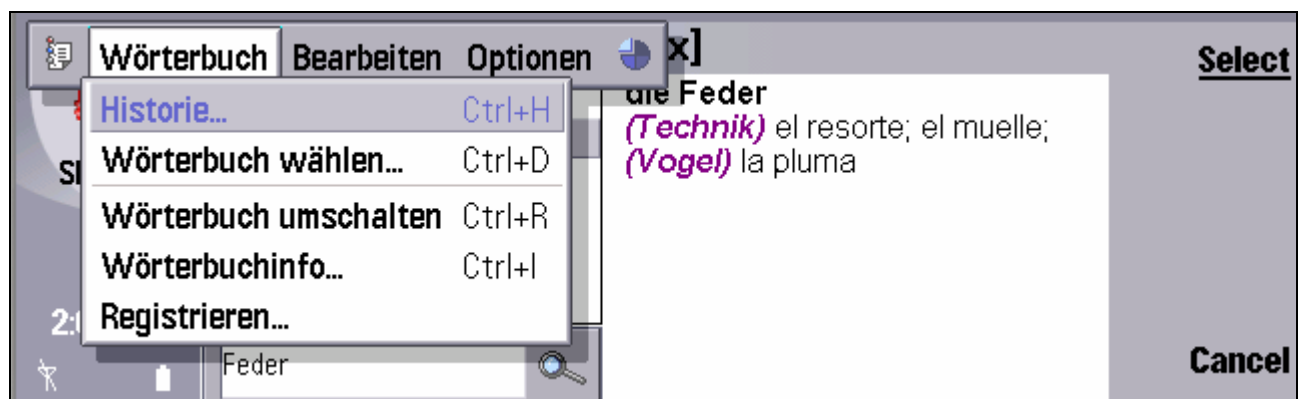 Wörterbuch Bearbeiten Optionen x]
Select
Historie... Ctrl+H
Wörterbuch wählen... Ctrl+D
Wörterbuch umschalten Ctrl+R
Wörterbuchinfo... Ctrl+I
Registrieren...
die Feder
(Technik) el resorte; el muelle;
(Vogel) la pluma
Feder
Cancel